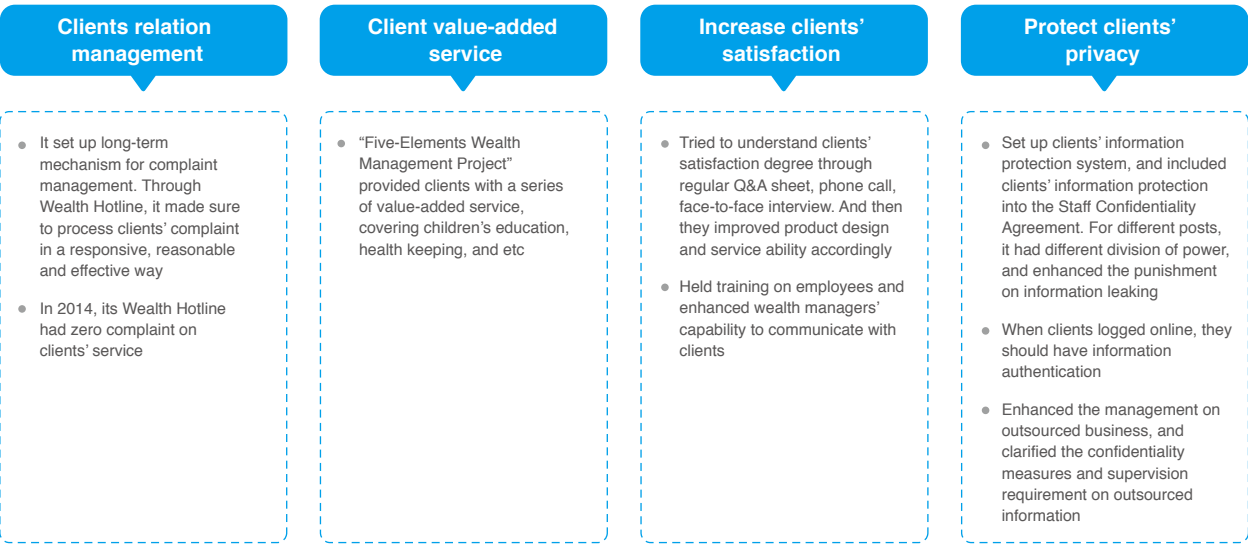 Clients relation
management
It set up long-term
mechanism for complaint
management. Through
Wealth Hotline, it made sure
to process clients’ complaint
in a responsive, reasonable
and effective way
In 2014, its Wealth Hotline
had zero complaint on
clients’ service
Client value-added
service
“Five-Elements Wealth
Management Project”
provided clients with a series
of value-added service,
covering children’s education,
health keeping, and etc
Increase clients’
satisfaction
Tried to understand clients’
satisfaction degree through
regular Q&A sheet, phone call,
face-to-face interview. And then
they improved product design
and service ability accordingly
Held training on employees and
enhanced wealth managers’
capability to communicate with
clients
Protect clients’
privacy
Set up clients’ information
protection system, and included
clients’ information protection
into the Staff Confidentiality
Agreement. For different posts,
it had different division of power,
and enhanced the punishment
on information leaking
When clients logged online, they
should have information
authentication
Enhanced the management on
outsourced business, and
clarified the confidentiality
measures and supervision
requirement on outsourced
information